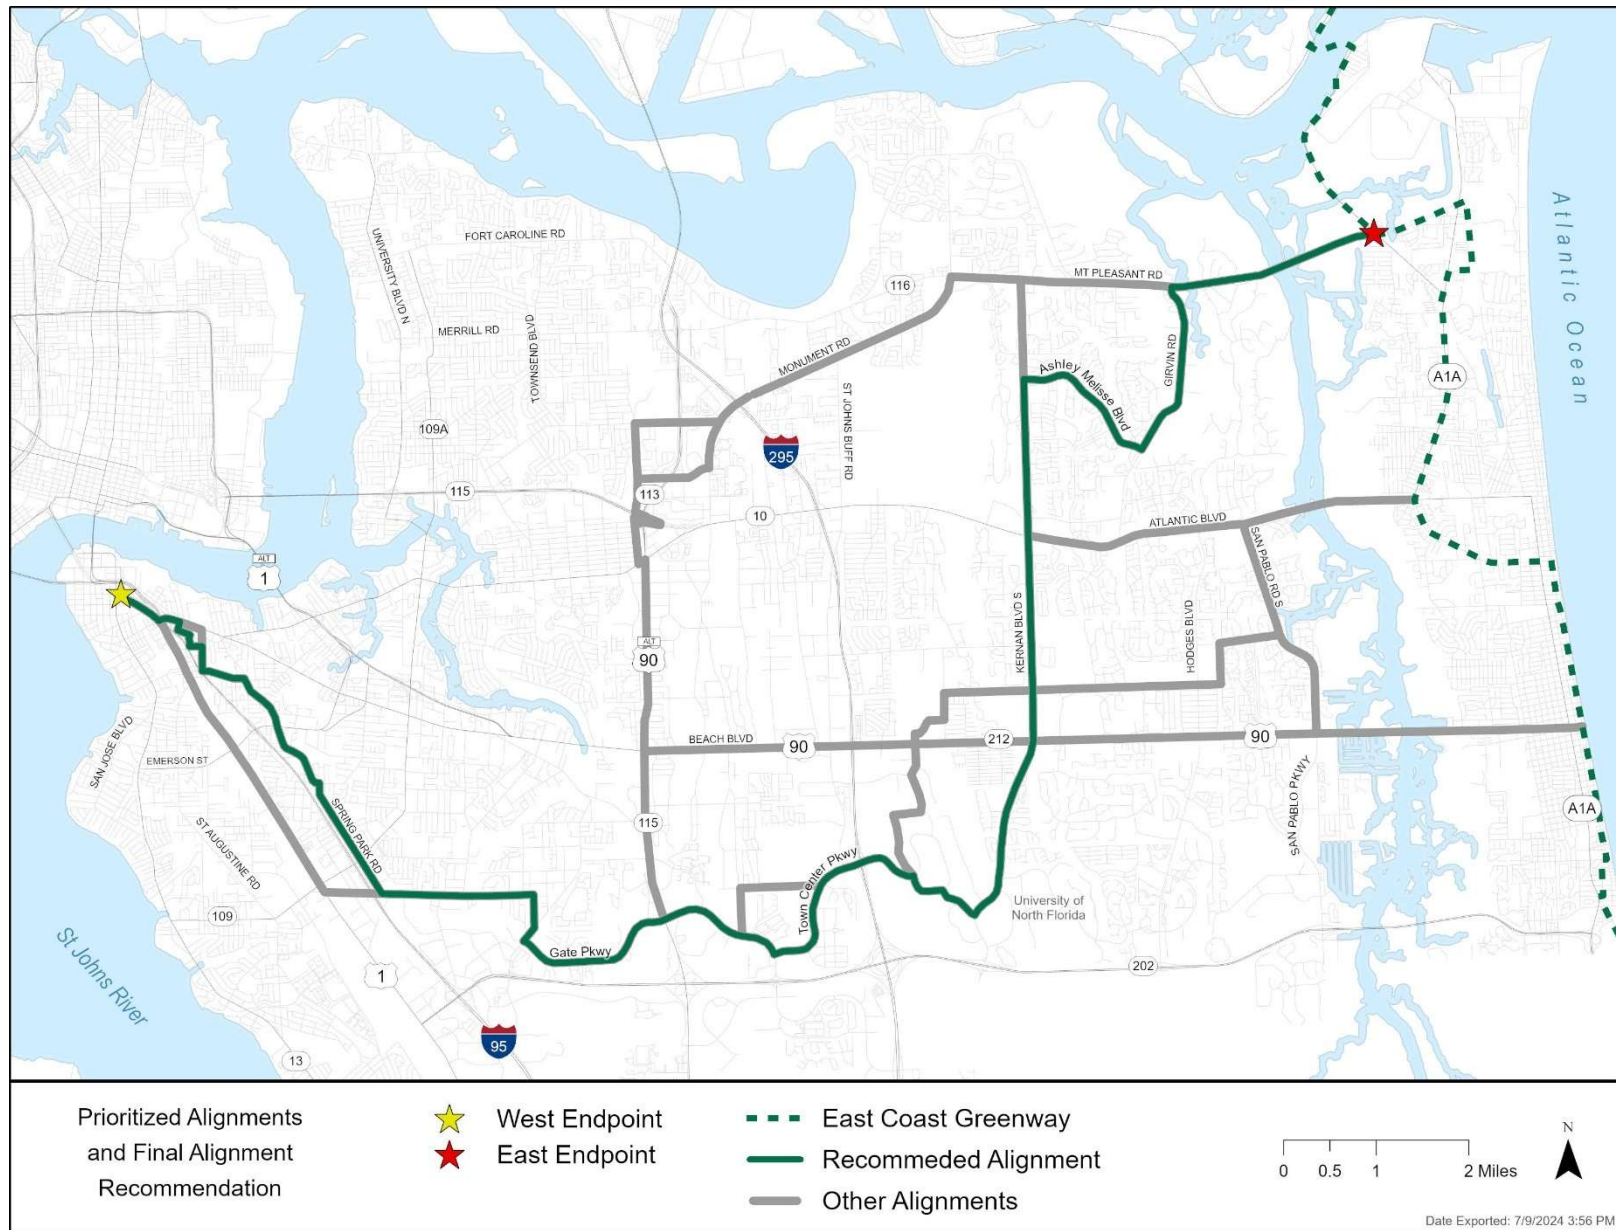 Atlantic Ocean
FORT CAROLINE RD
UNIVERSITY BLVD N
MT PLEASANT RD
116
MERRILL RD
TOWNSEND BLVD
MONUMENT RD
GIRVIN RD
Ashley Melisse Blvd
A1A
ST JOHNS BUFF RD
109A
295
115
113
10
ATLANTIC BLVD
SAN PABLO RD S
ALT
1
KERNAN BLVD S
HODGES BLVD
ALT
90
SAN JOSE BLVD
EMERSON ST
BEACH BLVD
90
212
90
SAN PABLO PKWY
A1A
SPRING PARK RD
ST AUGUSTINE RD
115
Town Center Pkwy
109
University of
North Florida
Gate Pkwy
St Johns River
1
202
95
13
Prioritized Alignments
and Final Alignment
Recommendation
West Endpoint
East Endpoint
East Coast Greenway
Recommeded Alignment
Other Alignments
0 0.5 1 2 Miles
N
Date Exported: 7/9/2024 3:56 PM